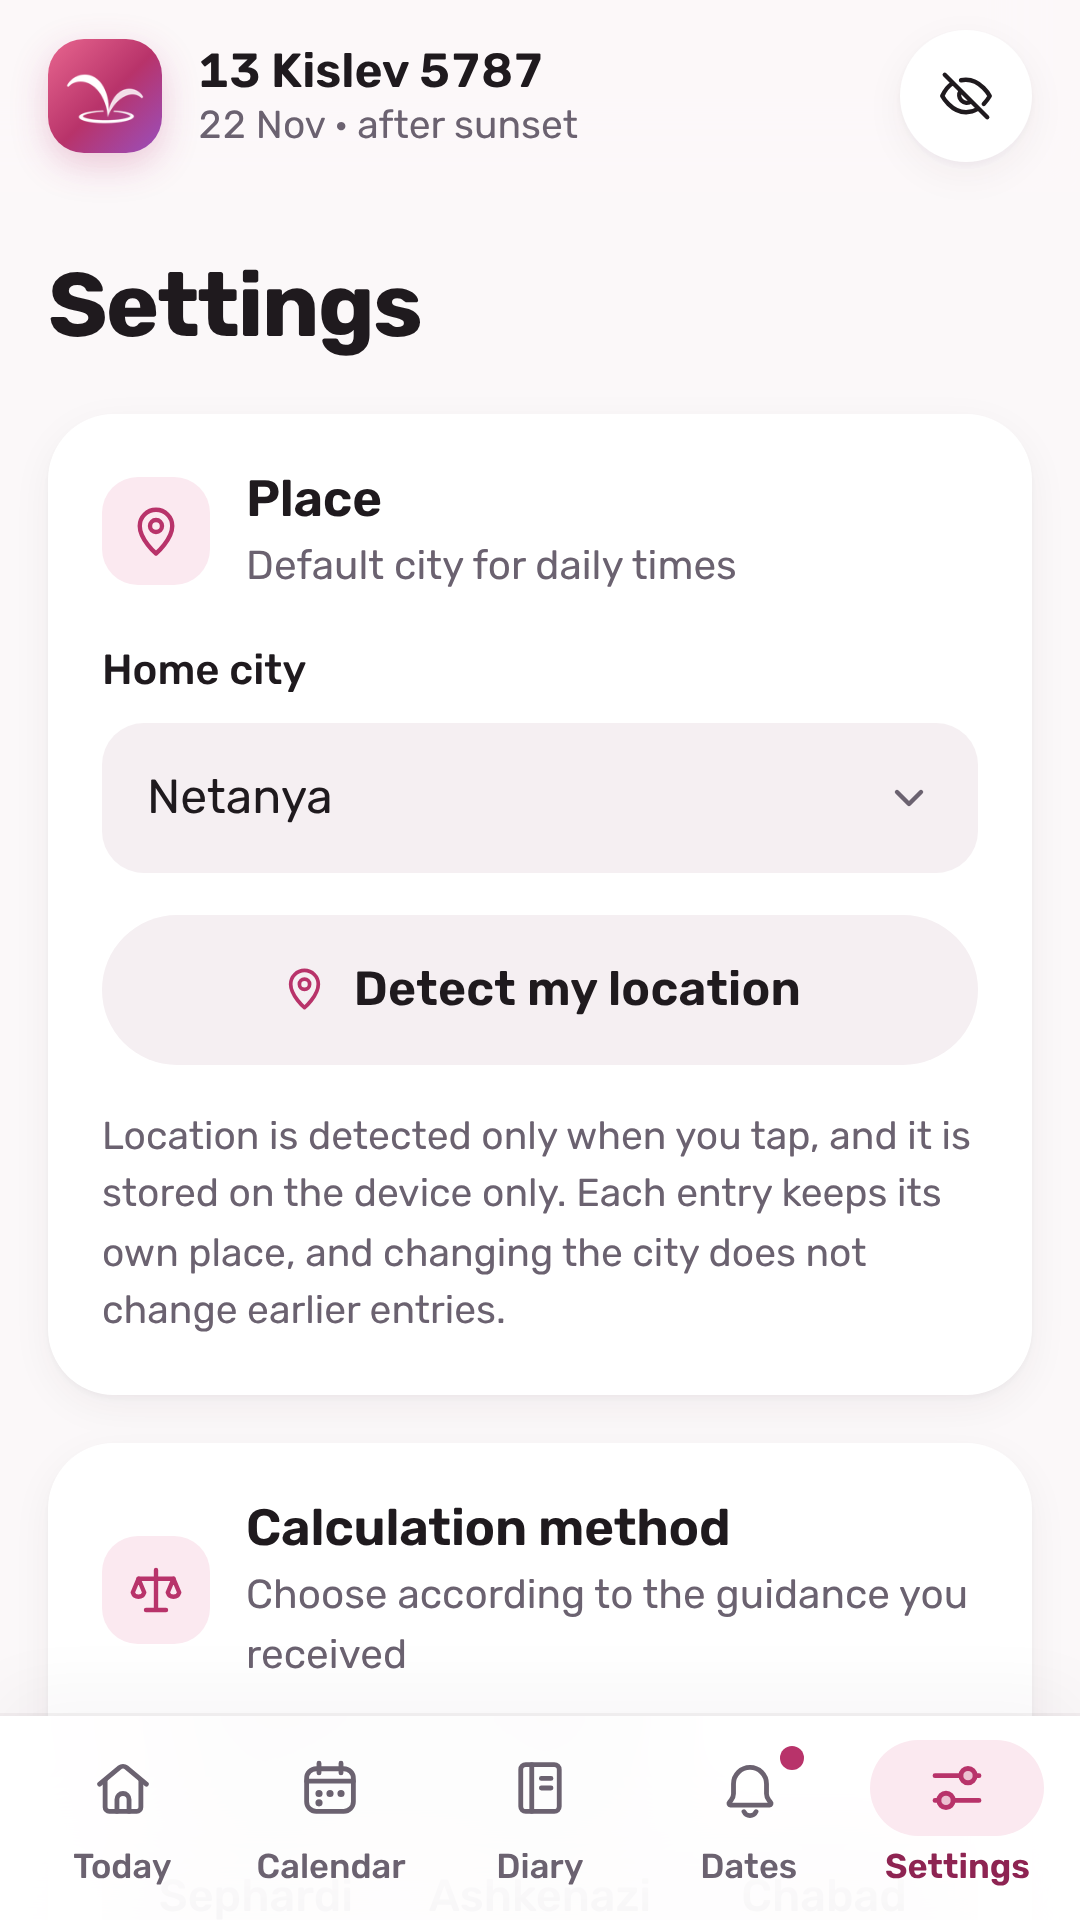 13 Kislev 5787
22 Nov • after sunset
Settings
Place
Default city for daily times
Home city
Netanya
Detect my location
Location is detected only when you tap, and it is
stored on the device only. Each entry keeps its
own place, and changing the city does not
change earlier entries.
Calculation method
Choose according to the guidance you
received
Today
Calendar
Diary
Dates
Settings
Sephardi
Ashkenazi
Chabad